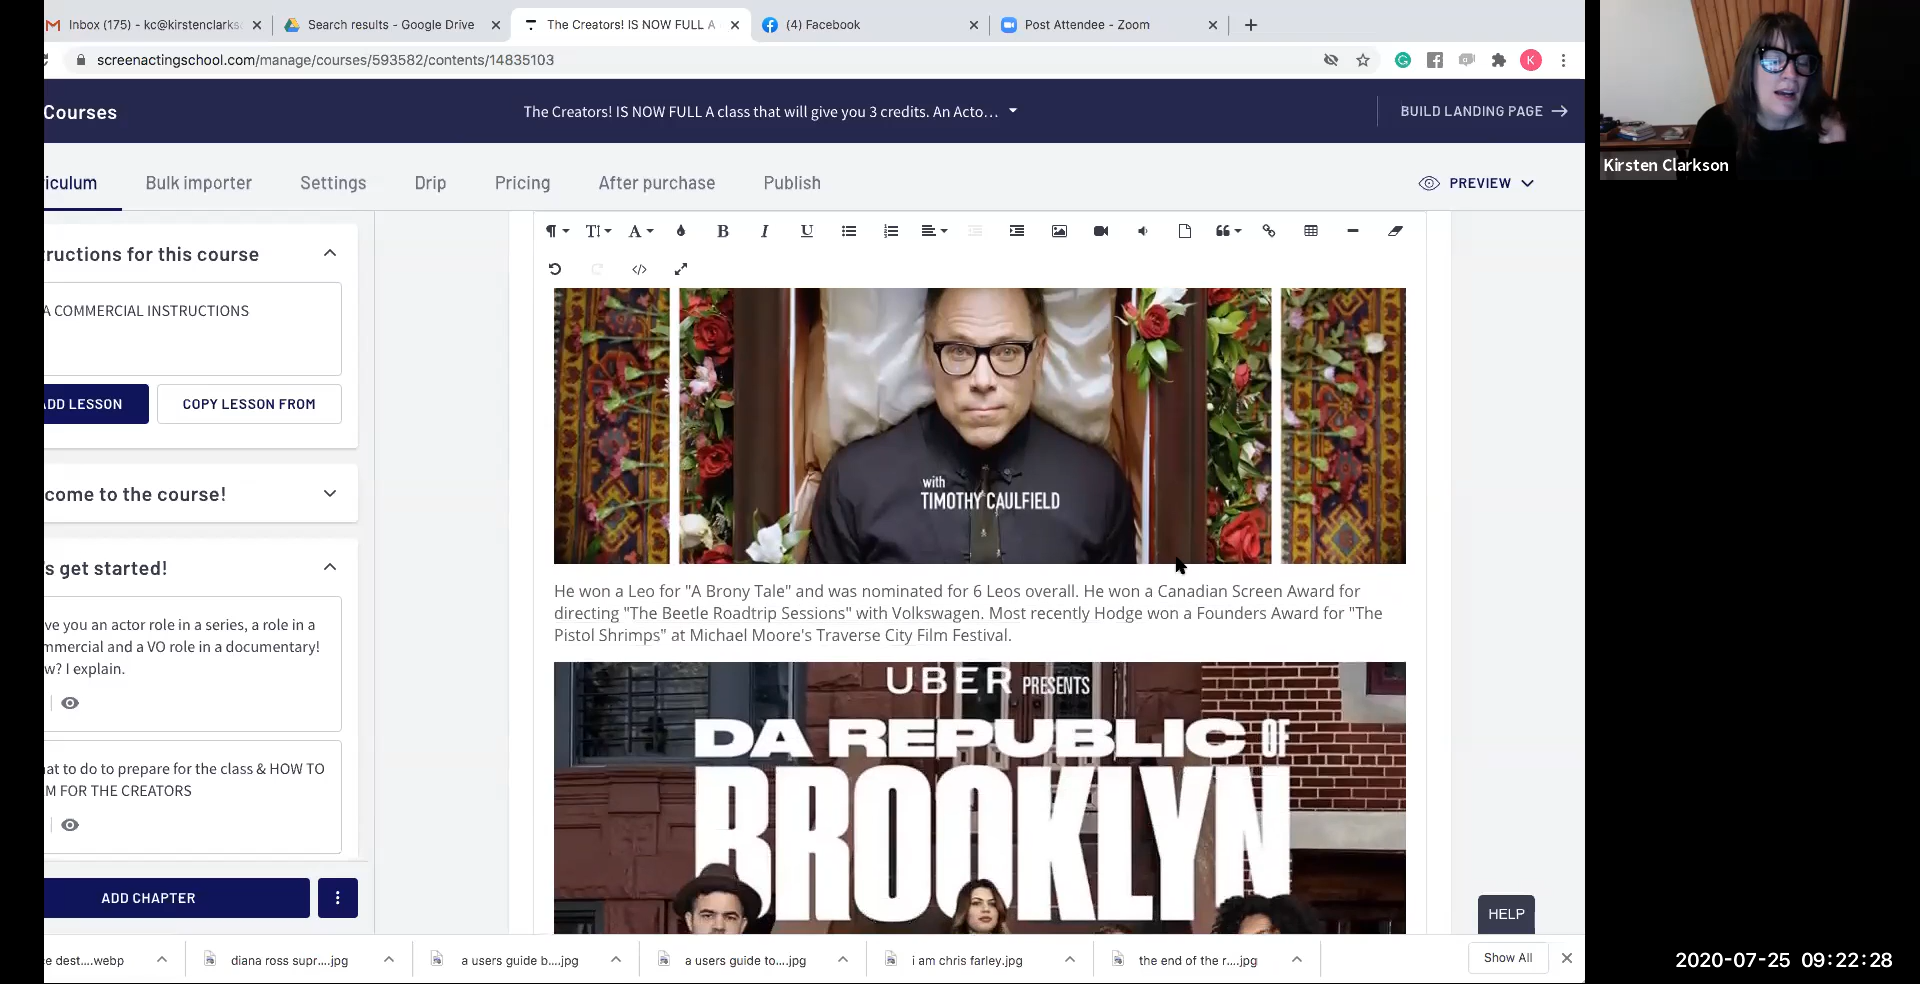 Inbox (175) - kc@kirstenclarks
Search results - Google Drive
The Creators! IS NOW FULL A
(4) Facebook
Post Attendee - Zoom
screenactingschool.com/manage/courses/593582/contents/14835103
K
Courses
The Creators! IS NOW FULL A class that will give you 3 credits. An Acto...
BUILD LANDING PAGE
iculum
Bulk importer
Settings
Drip
Pricing
After purchase
Publish
PREVIEW
tructions for this course
A COMMERCIAL INSTRUCTIONS
ADD LESSON
COPY LESSON FROM
come to the course!
s get started!
ve you an actor role in a series, a role in a
mmercial and a VO role in a documentary!
w? I explain.
at to do to prepare for the class & HOW TO
M FOR THE CREATORS
ADD CHAPTER
with
TIMOTHY CAULFIELD
He won a Leo for "A Brony Tale" and was nominated for 6 Leos overall. He won a Canadian Screen Award for
directing "The Beetle Roadtrip Sessions" with Volkswagen. Most recently Hodge won a Founders Award for "The
Pistol Shrimps" at Michael Moore's Traverse City Film Festival.
UBER PRESENTS
DA REPUBLIC OF
BROOKLYN
HELP
e dest....webp
diana ross supr....jpg
a users guide b....jpg
a users guide to....jpg
i am chris farley.jpg
the end of the r....jpg
Show All
Kirsten Clarkson
2020-07-25 09:22:28